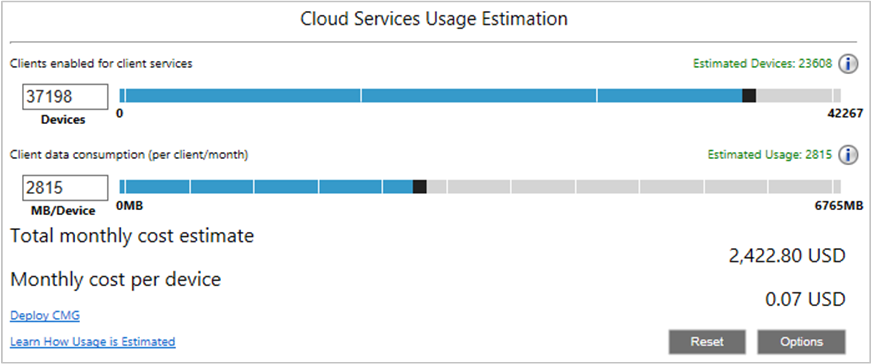 Cloud Services Usage Estimation
Clients enabled for client services
Estimated Devices: 23608
37198
Devices
0
42267
Client data consumption (per client/month)
Estimated Usage: 2815
2815
MB/Device
0MB
6765MB
Total monthly cost estimate
2,422.80 USD
Monthly cost per device
0.07 USD
Deploy CMG
Learn How Usage is Estimated
Reset
Options